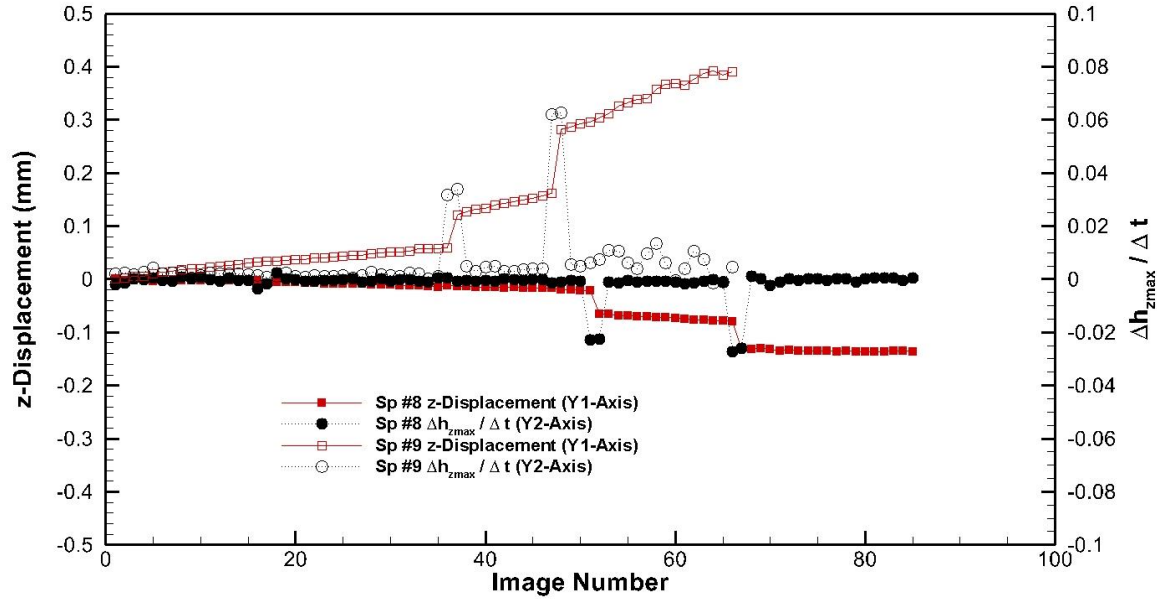 z-Displacement (mm)
0.5
0.4
0.3
0.2
0.1
0
-0.1
-0.2
-0.3
-0.4
-0.5
0.1
0.08
0.06
0.04
0.02
0
-0.02
-0.04
-0.06
-0.08
-0.1
Δh_zmax / Δ t
Sp #8 z-Displacement (Y1-Axis)
Sp #8 Δh_zmax / Δ t (Y2-Axis)
Sp #9 z-Displacement (Y1-Axis)
Sp #9 Δh_zmax / Δ t (Y2-Axis)
0 20 40 60 80 100
Image Number